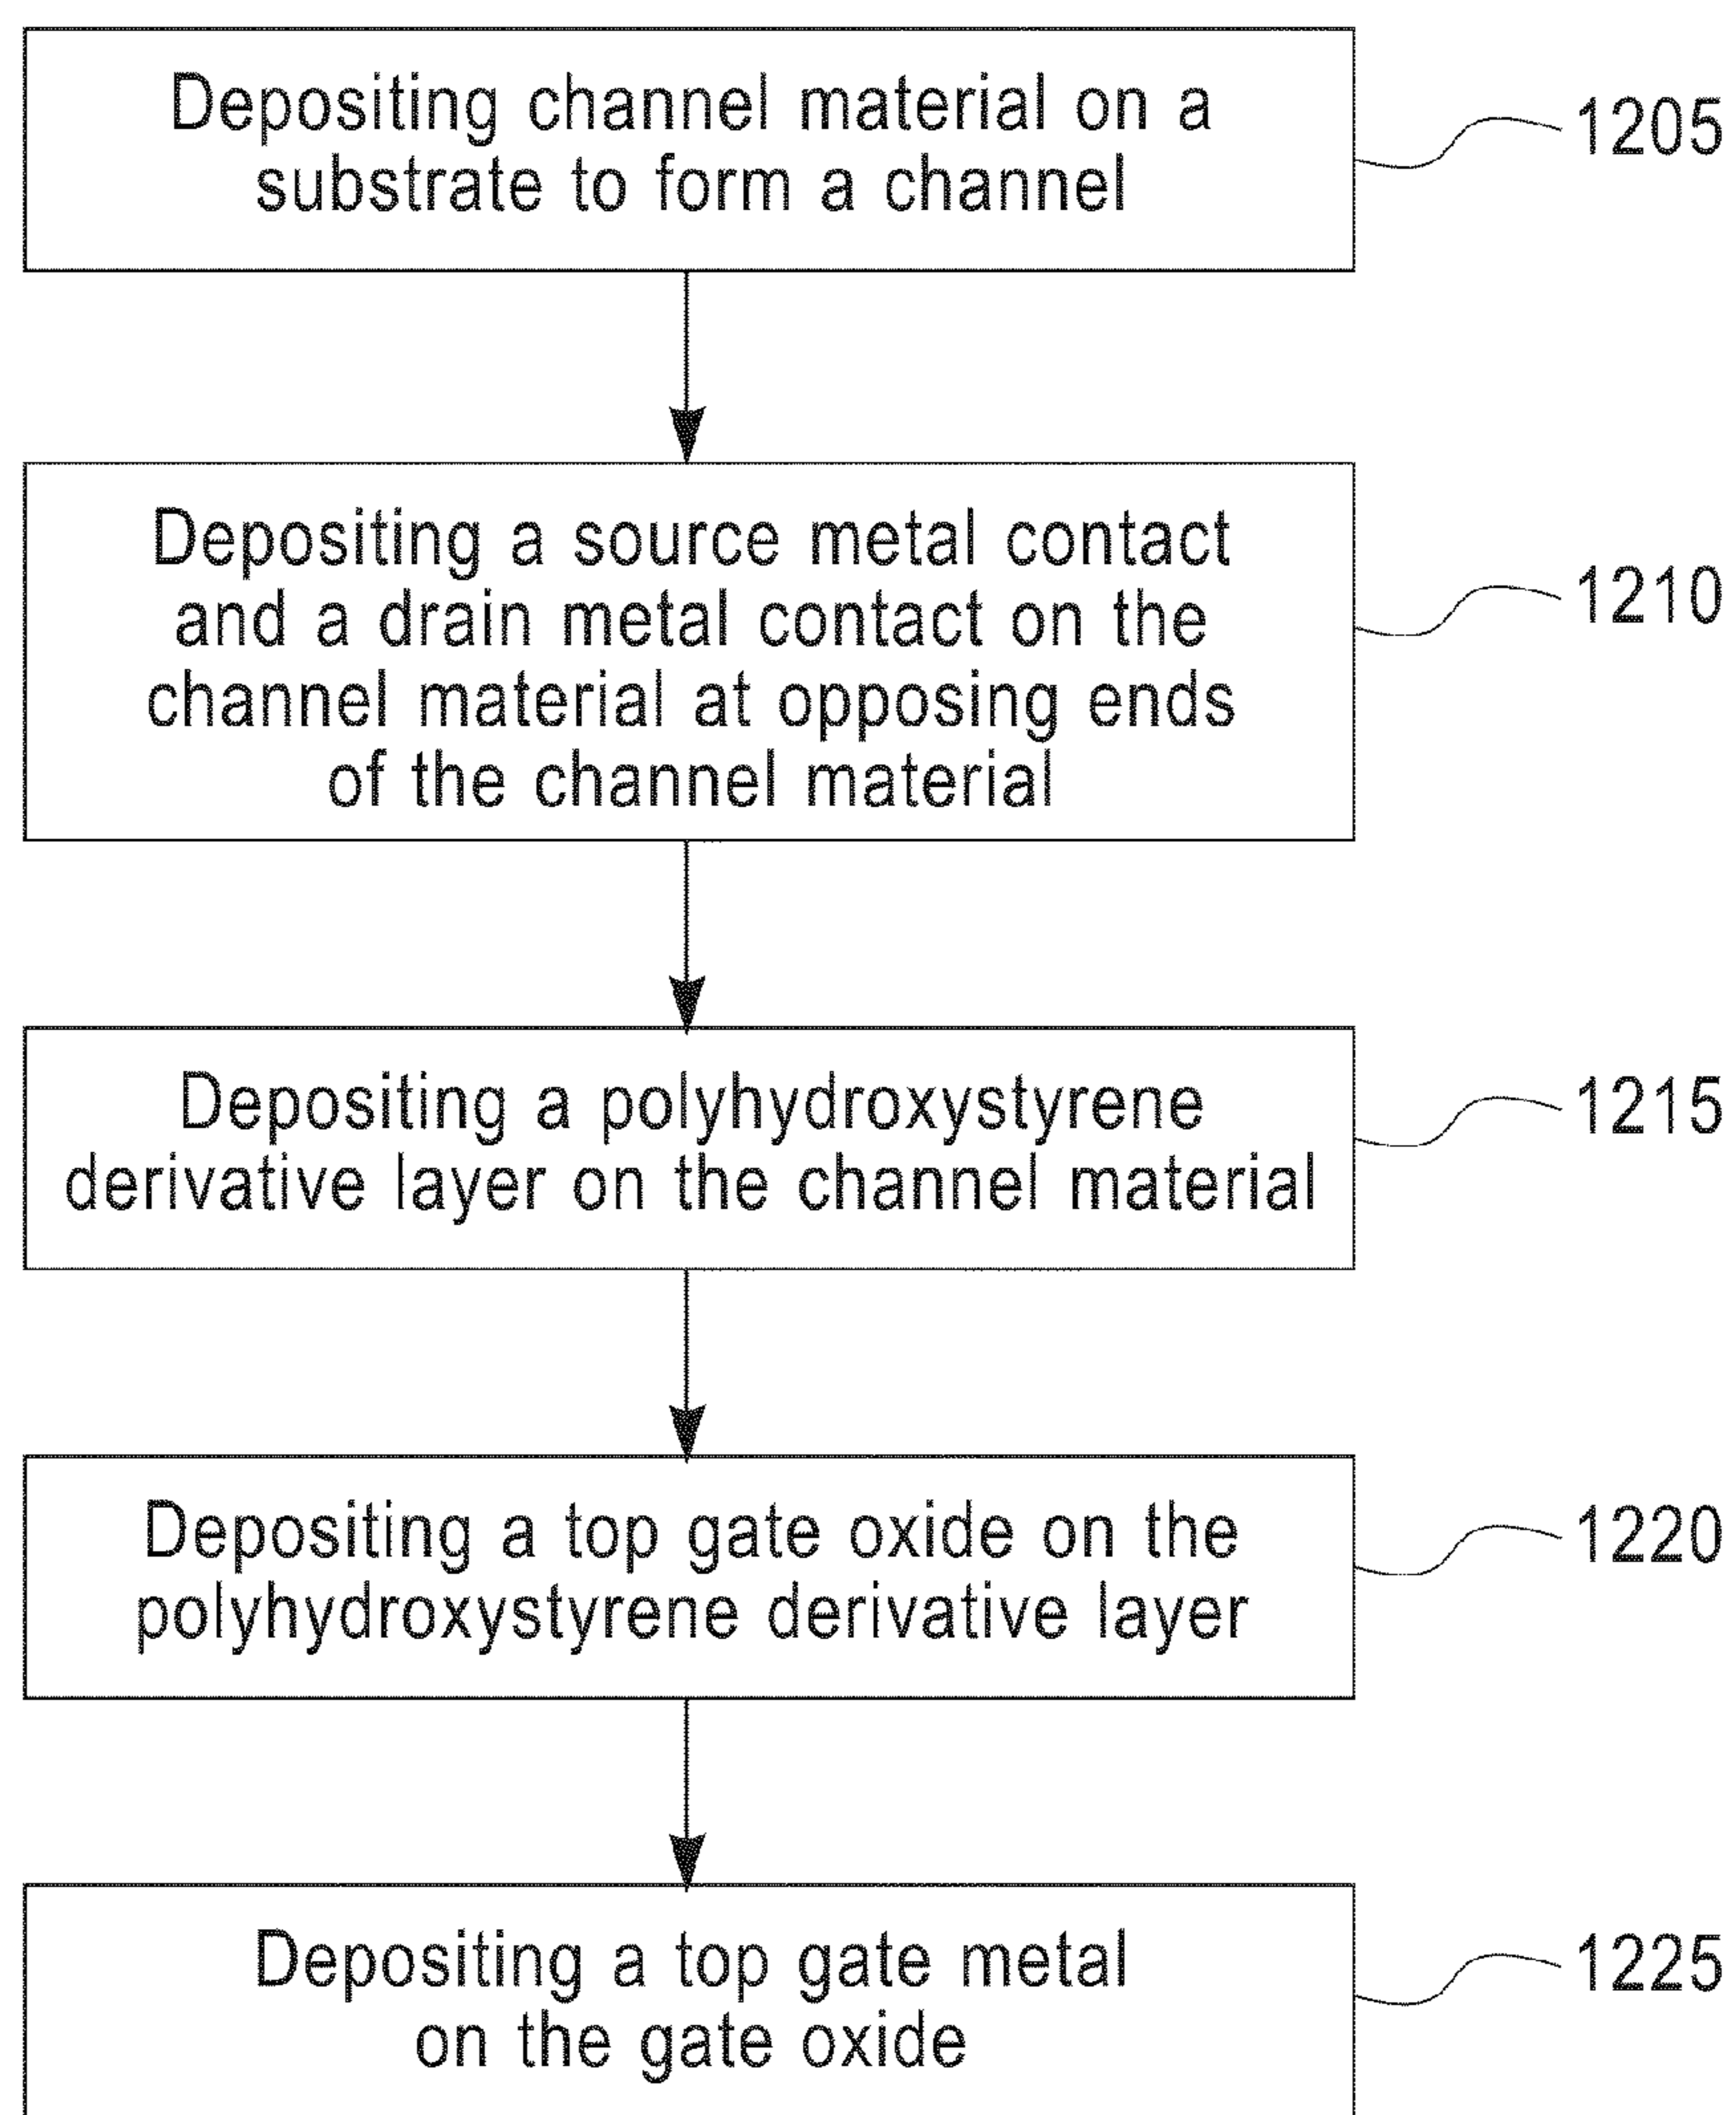 Depositing channel material on a
substrate to form a channel
1205
Depositing a source metal contact
and a drain metal contact on the
channel material at opposing ends
of the channel material
1210
Depositing a polyhydroxystyrene
derivative layer on the channel material
1215
Depositing a top gate oxide on the
polyhydroxystyrene derivative layer
1220
Depositing a top gate metal
on the gate oxide
1225